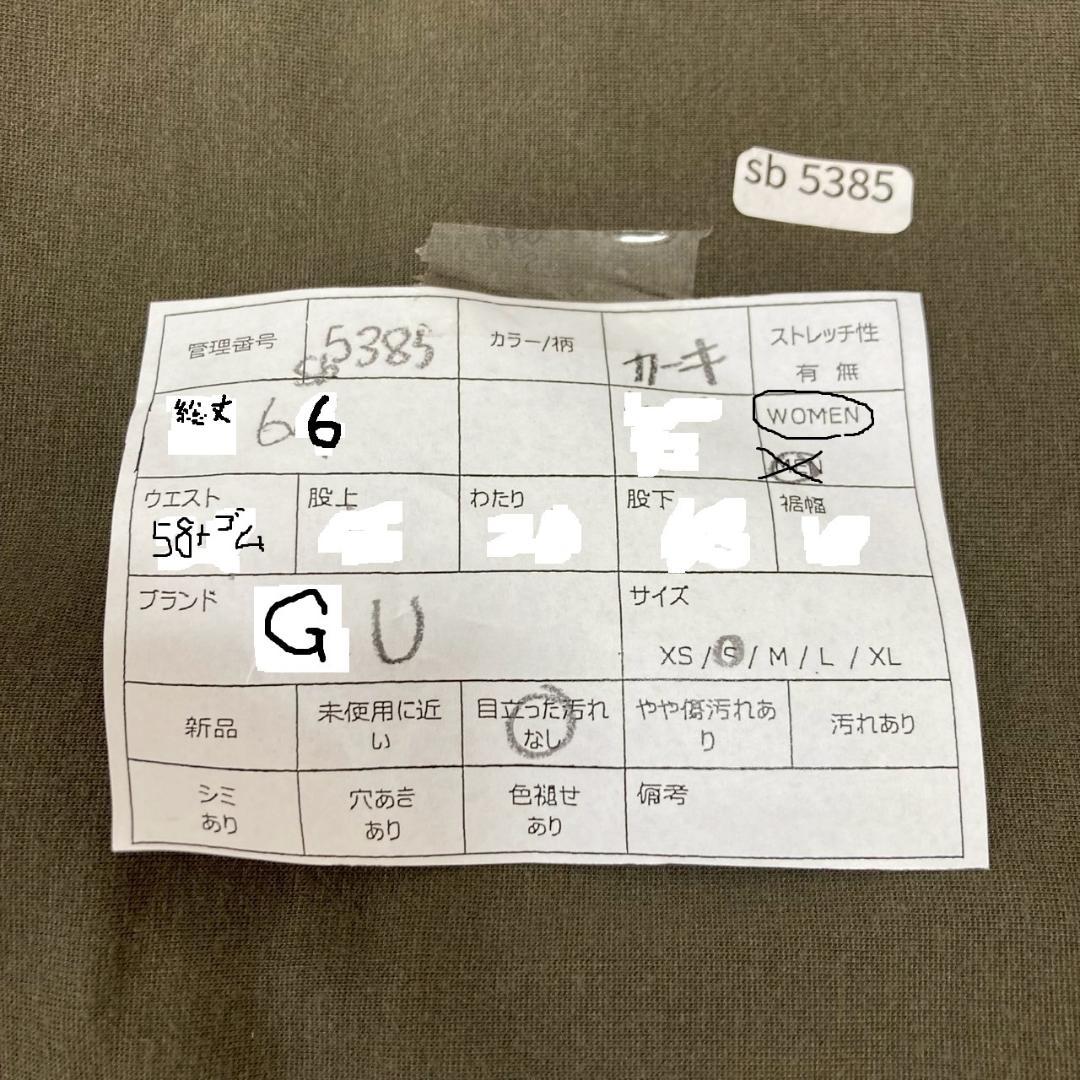 sb 5385
管理番号 sb5385 カラー/柄 カーキ ストレッチ性
有 無
総丈 66 WOMEN
MEN
ウエスト 股上 わたり 股下 裾幅
58+ゴム
ブランド GU サイズ
XS / S / M / L / XL
新品 未使用に近い 目立った汚れなし やや傷汚れあり 汚れあり
シミあり 穴あきあり 色褪せあり 備考